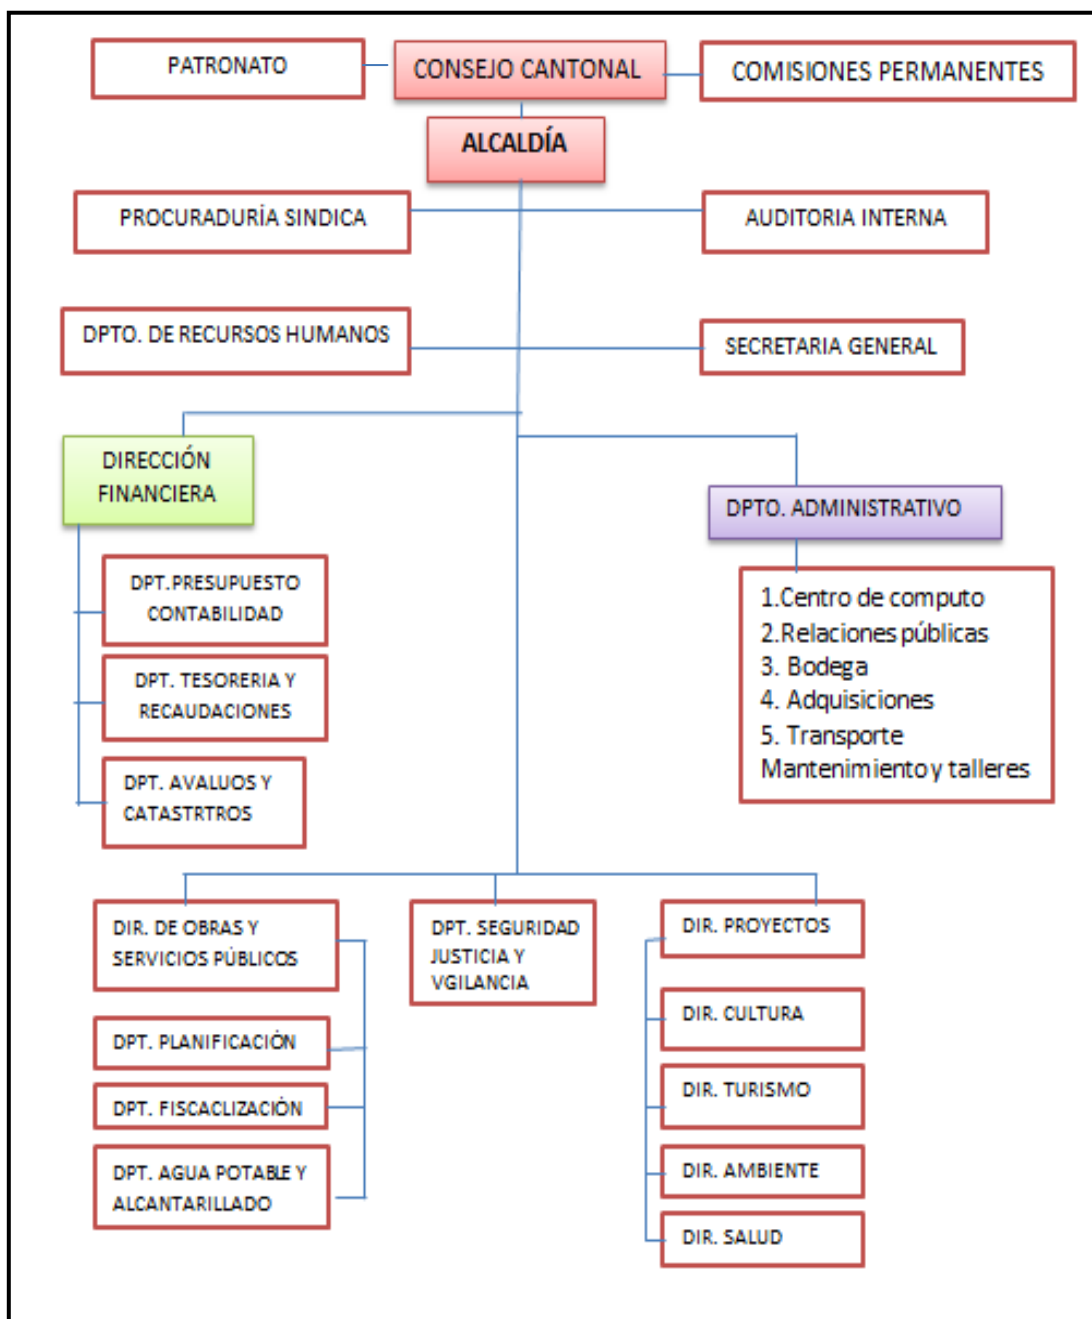 PATRONATO
CONSEJO CANTONAL
COMISIONES PERMANENTES
ALCALDÍA
PROCURADURÍA SINDICA
AUDITORIA INTERNA
DPTO. DE RECURSOS HUMANOS
SECRETARIA GENERAL
DIRECCIÓN
FINANCIERA
DPTO. ADMINISTRATIVO
DPT.PRESUPUESTO
CONTABILIDAD
DPT. TESORERIA Y
RECAUDACIONES
DPT. AVALUOS Y
CATASTRTROS
1.Centro de computo
2.Relaciones públicas
3. Bodega
4. Adquisiciones
5. Transporte
Mantenimiento y talleres
DIR. DE OBRAS Y
SERVICIOS PÚBLICOS
DPT. PLANIFICACIÓN
DPT. FISCACLIZACIÓN
DPT. AGUA POTABLE Y
ALCANTARILLADO
DPT. SEGURIDAD
JUSTICIA Y
VGILANCIA
DIR. PROYECTOS
DIR. CULTURA
DIR. TURISMO
DIR. AMBIENTE
DIR. SALUD